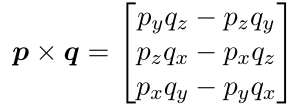 p × q = [ p_y q_z − p_z q_y
p_z q_x − p_x q_z
p_x q_y − p_y q_x ]